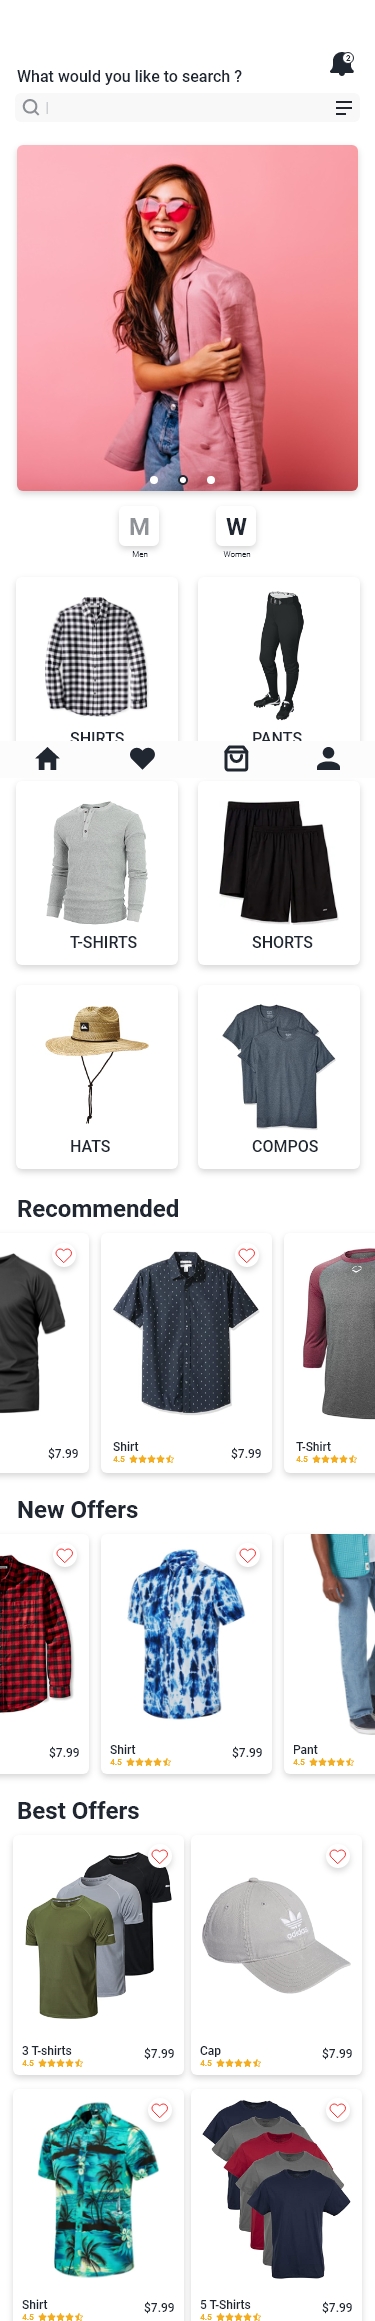 2
What would you like to search ?
M
W
Men
Women
SHIRTS
PANTS
T-SHIRTS
SHORTS
HATS
COMPOS
Recommended
$7.99
Shirt
4.5
$7.99
T-Shirt
4.5
New Offers
$7.99
Shirt
4.5
$7.99
Pant
4.5
Best Offers
adidas
3 T-shirts
4.5
$7.99
Cap
4.5
$7.99
Shirt
4.5
$7.99
5 T-Shirts
4.5
$7.99